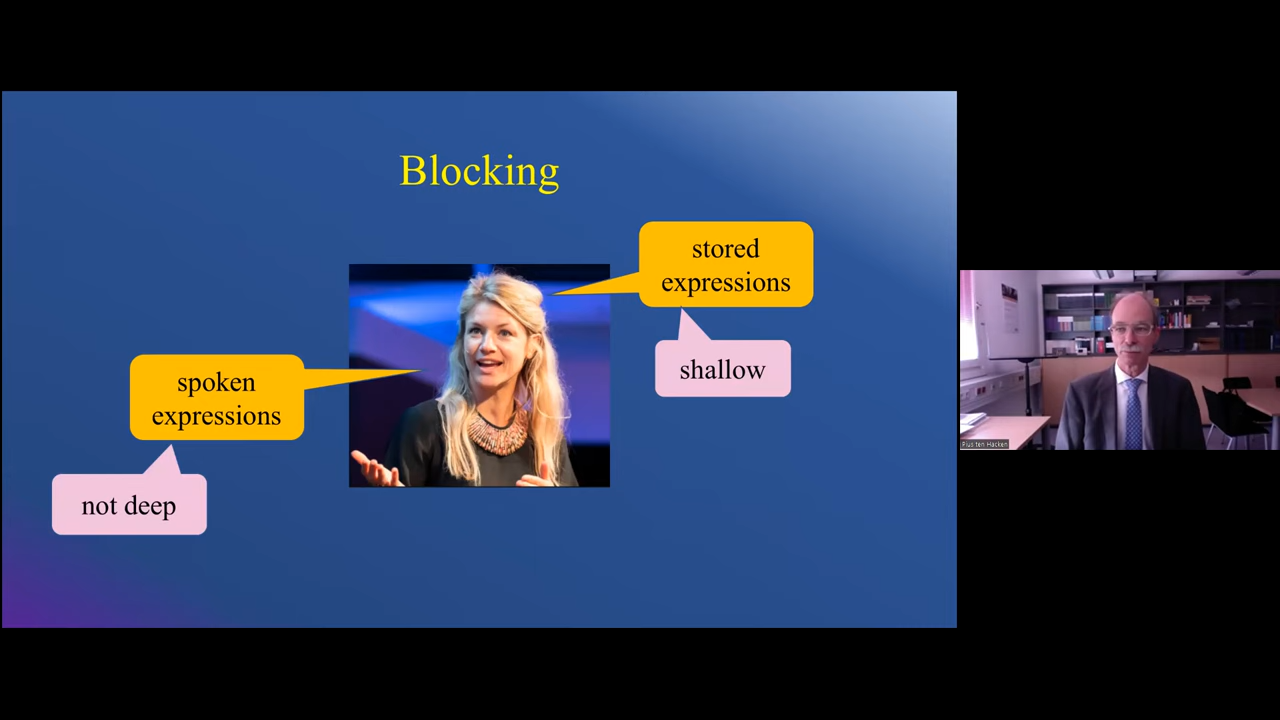 Blocking
stored
expressions
shallow
spoken
expressions
not deep
Pius ten Hacken